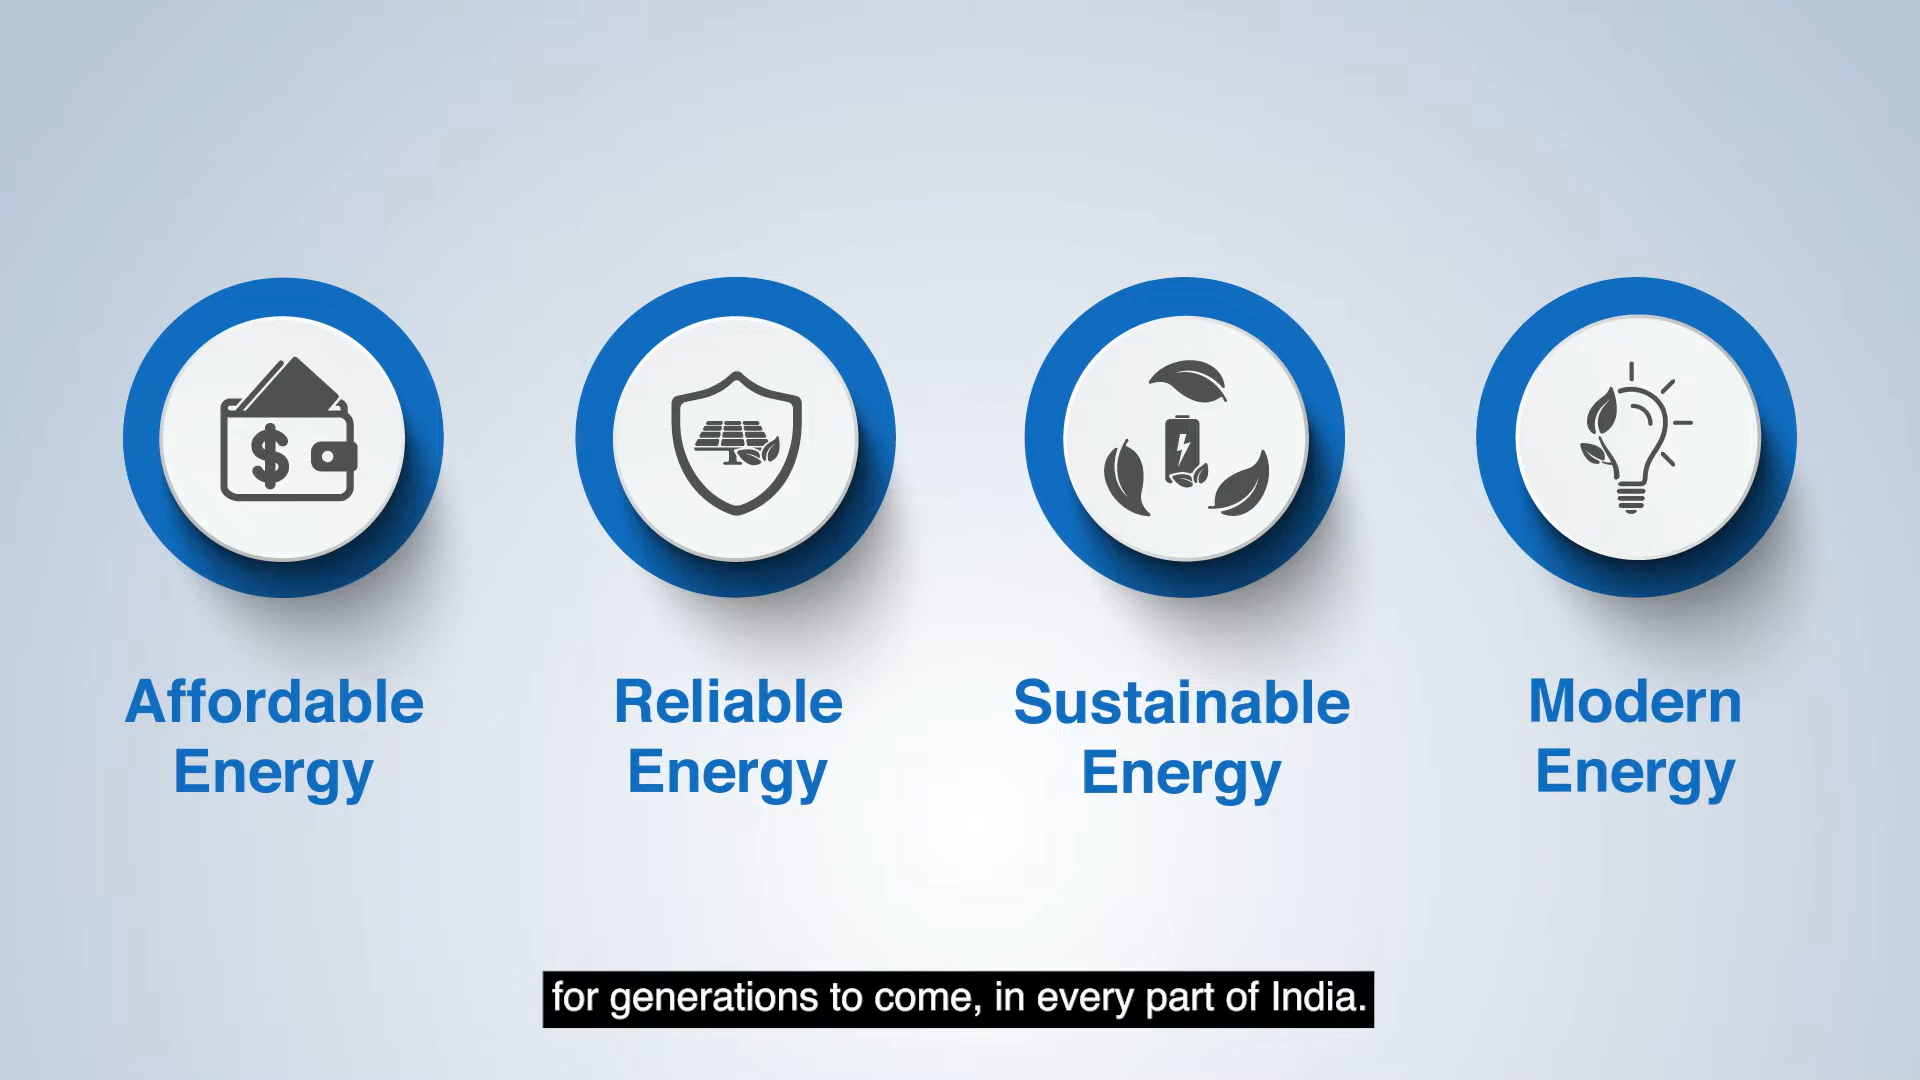 Affordable
Energy
Reliable
Energy
Sustainable
Energy
Modern
Energy
for generations to come, in every part of India.